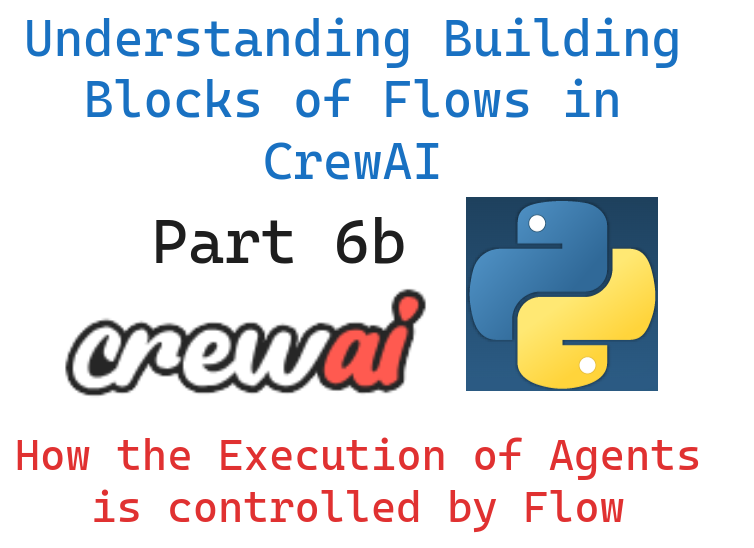 Understanding Building
Blocks of Flows in
CrewAI
Part 6b
crewai
How the Execution of Agents
is controlled by Flow